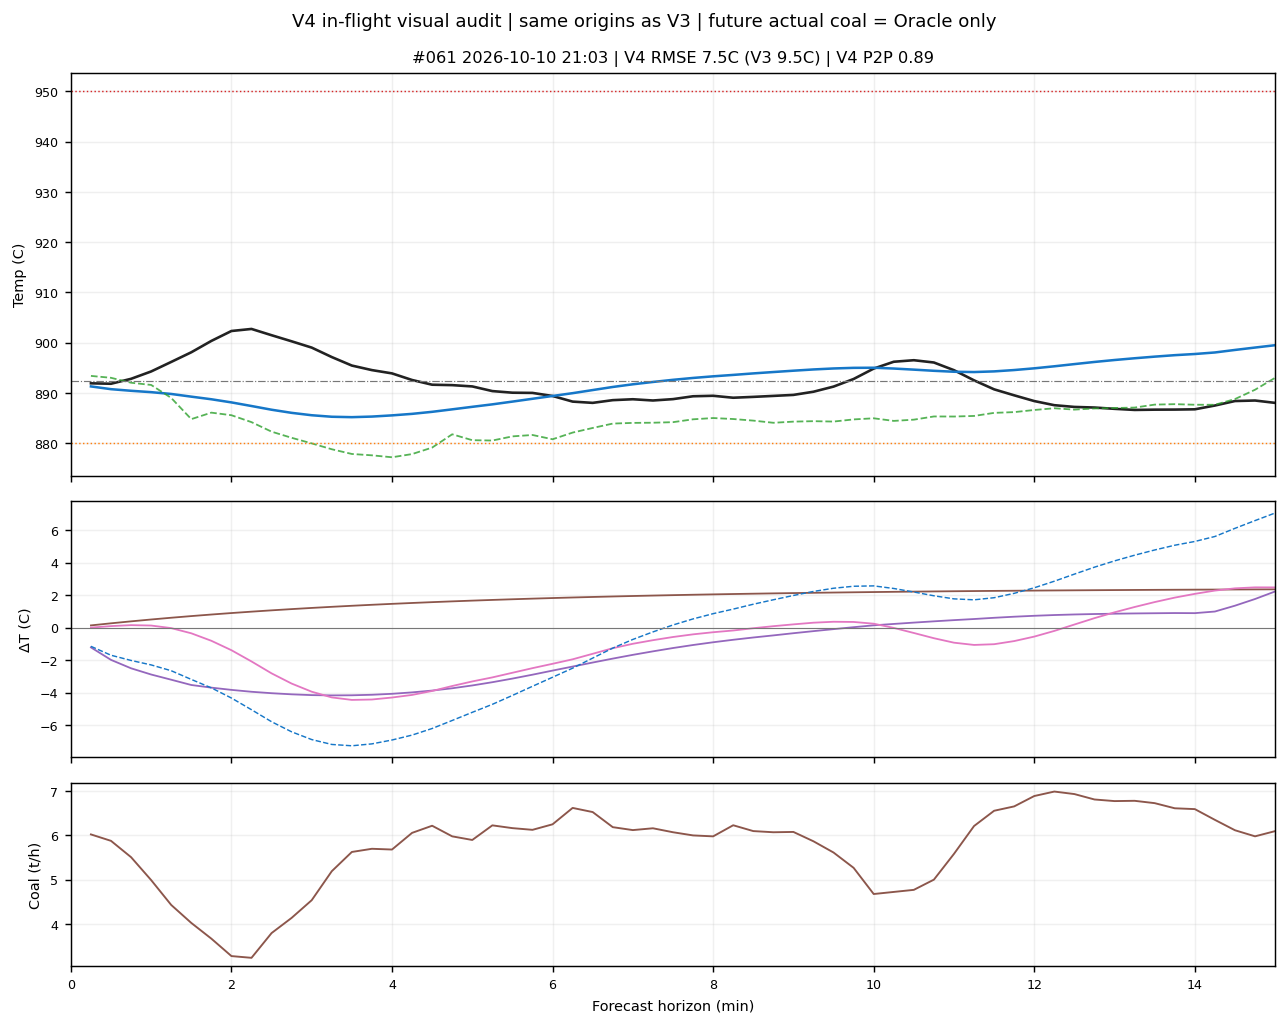 V4 in-flight visual audit | same origins as V3 | future actual coal = Oracle only
#061 2026-10-10 21:03 | V4 RMSE 7.5C (V3 9.5C) | V4 P2P 0.89
950
940
930
920
910
900
890
880
Temp (C)
6
4
2
0
−2
−4
−6
ΔT (C)
7
6
5
4
Coal (t/h)
0 2 4 6 8 10 12 14
Forecast horizon (min)